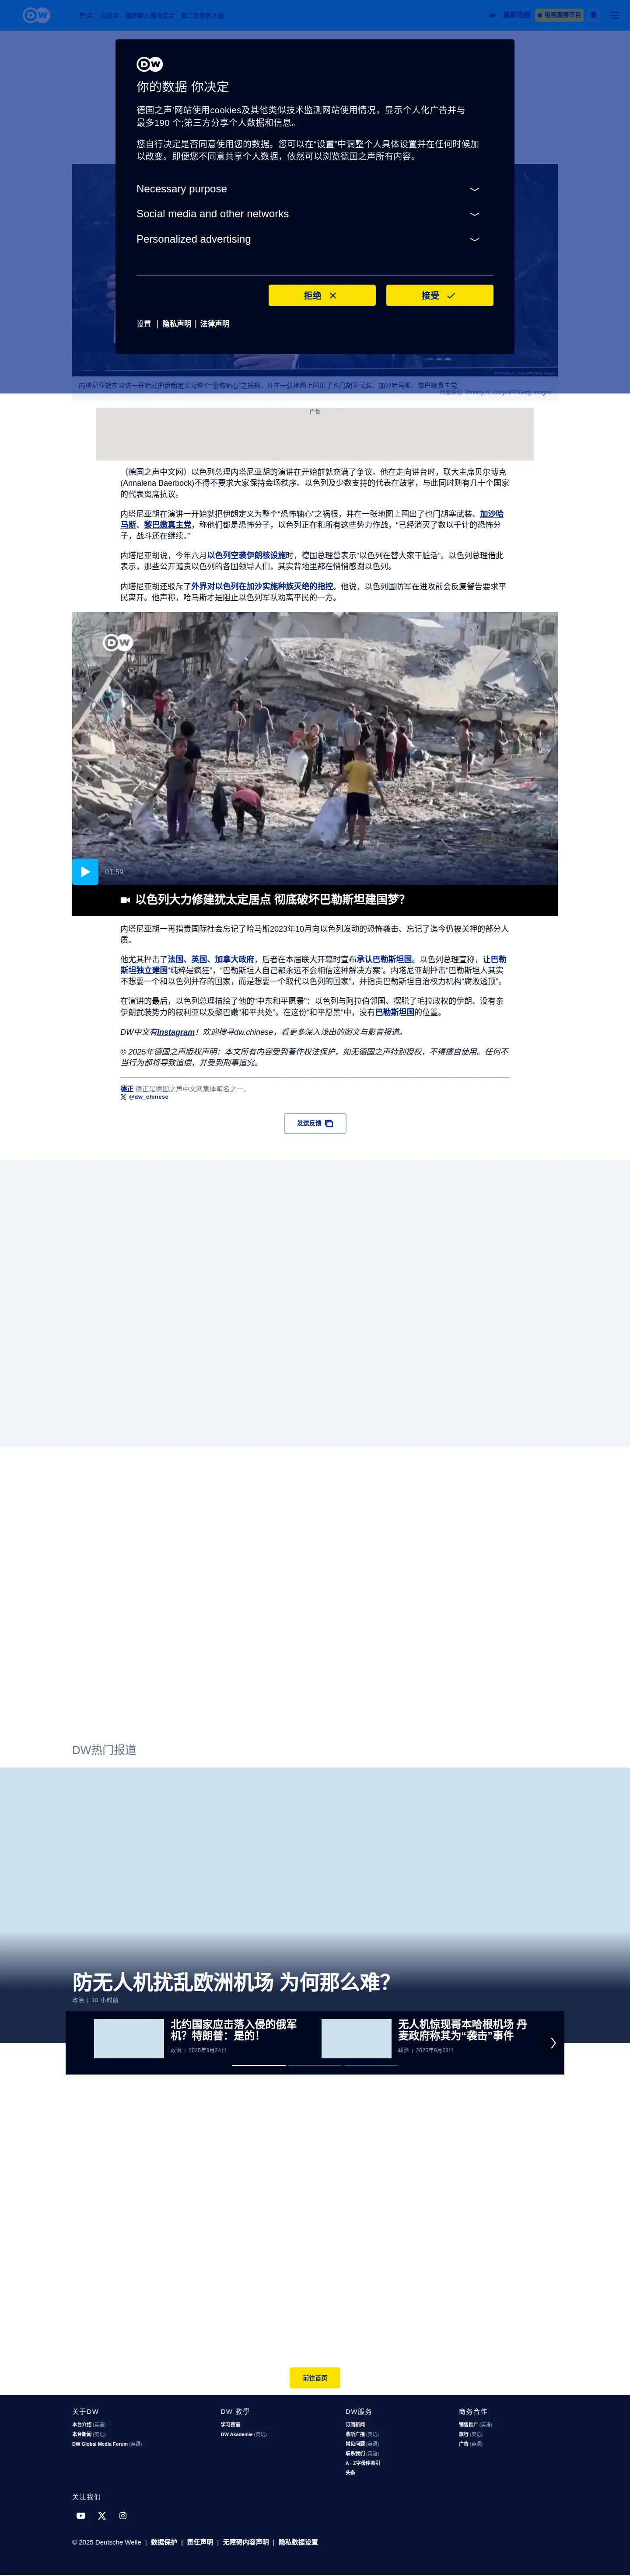 DW
热点 习近平 俄罗斯入侵乌克兰 第二次世界大战
最新视频 电视直播节目 繁
DW
你的数据 你决定
德国之声'网站使用cookies及其他类似技术监测网站使用情况，显示个人化广告并与
最多190 个;第三方分享个人数据和信息。
您自行决定是否同意使用您的数据。您可以在“设置”中调整个人具体设置并在任何时候加
以改变。即便您不同意共享个人数据，依然可以浏览德国之声所有内容。
Necessary purpose
Social media and other networks
Personalized advertising
拒绝
接受
设置 | 隐私声明 | 法律声明
内塔尼亚胡在演讲一开始就把伊朗定义为整个“恐怖轴心”之祸根，并在一张地图上圈出了也门胡塞武装、加沙哈马斯、黎巴嫩真主党
广告
（德国之声中文网）以色列总理内塔尼亚胡的演讲在开始前就充满了争议。他在走向讲台时，联大主席贝尔博克
(Annalena Baerbock)不得不要求大家保持会场秩序。以色列及少数支持的代表在鼓掌，与此同时则有几十个国家
的代表离席抗议。
内塔尼亚胡在演讲一开始就把伊朗定义为整个“恐怖轴心”之祸根，并在一张地图上圈出了也门胡塞武装、加沙哈
马斯、黎巴嫩真主党，称他们都是恐怖分子，以色列正在和所有这些势力作战，“已经消灭了数以千计的恐怖分
子，战斗还在继续。”
内塔尼亚胡说，今年六月以色列空袭伊朗核设施时，德国总理曾表示“以色列在替大家干脏活”。以色列总理借此
表示，那些公开谴责以色列的各国领导人们，其实背地里都在悄悄感谢以色列。
内塔尼亚胡还驳斥了外界对以色列在加沙实施种族灭绝的指控。他说，以色列国防军在进攻前会反复警告要求平
民离开。他声称，哈马斯才是阻止以色列军队劝离平民的一方。
DW
01:59
以色列大力修建犹太定居点 彻底破坏巴勒斯坦建国梦？
内塔尼亚胡一再指责国际社会忘记了哈马斯2023年10月向以色列发动的恐怖袭击、忘记了迄今仍被关押的部分人
质。
他尤其抨击了法国、英国、加拿大政府，后者在本届联大开幕时宣布承认巴勒斯坦国。以色列总理宣称，让巴勒
斯坦独立建国“纯粹是疯狂”，“巴勒斯坦人自己都永远不会相信这种解决方案”。内塔尼亚胡抨击“巴勒斯坦人其实
不想要一个和以色列并存的国家，而是想要一个取代以色列的国家”，并指责巴勒斯坦自治权力机构“腐败透顶”。
在演讲的最后，以色列总理描绘了他的“中东和平愿景”：以色列与阿拉伯邻国、摆脱了毛拉政权的伊朗、没有亲
伊朗武装势力的叙利亚以及黎巴嫩“和平共处”。在这份“和平愿景”中，没有巴勒斯坦国的位置。
DW中文有Instagram！欢迎搜寻dw.chinese，看更多深入浅出的图文与影音报道。
© 2025年德国之声版权声明：本文所有内容受到著作权法保护，如无德国之声特别授权，不得擅自使用。任何不
当行为都将导致追偿，并受到刑事追究。
德正 德正是德国之声中文网集体笔名之一。
@dw_chinese
发送反馈
DW热门报道
防无人机扰乱欧洲机场 为何那么难？
政治 | 10 小时前
北约国家应击落入侵的俄军
机？特朗普：是的！
政治 | 2025年9月24日
无人机惊现哥本哈根机场 丹
麦政府称其为“袭击”事件
政治 | 2025年9月23日
前往首页
关于DW
本台介绍 (英语)
本台新闻 (英语)
DW Global Media Forum (英语)
DW 教學
学习德语
DW Akademie (英语)
DW服务
订阅新闻
收听广播 (英语)
常见问题 (英语)
联系我们 (英语)
A - Z字母序索引
头条
商务合作
销售推广 (英语)
旅行 (英语)
广告 (英语)
关注我们
© 2025 Deutsche Welle | 数据保护 | 责任声明 | 无障碍内容声明 | 隐私数据设置